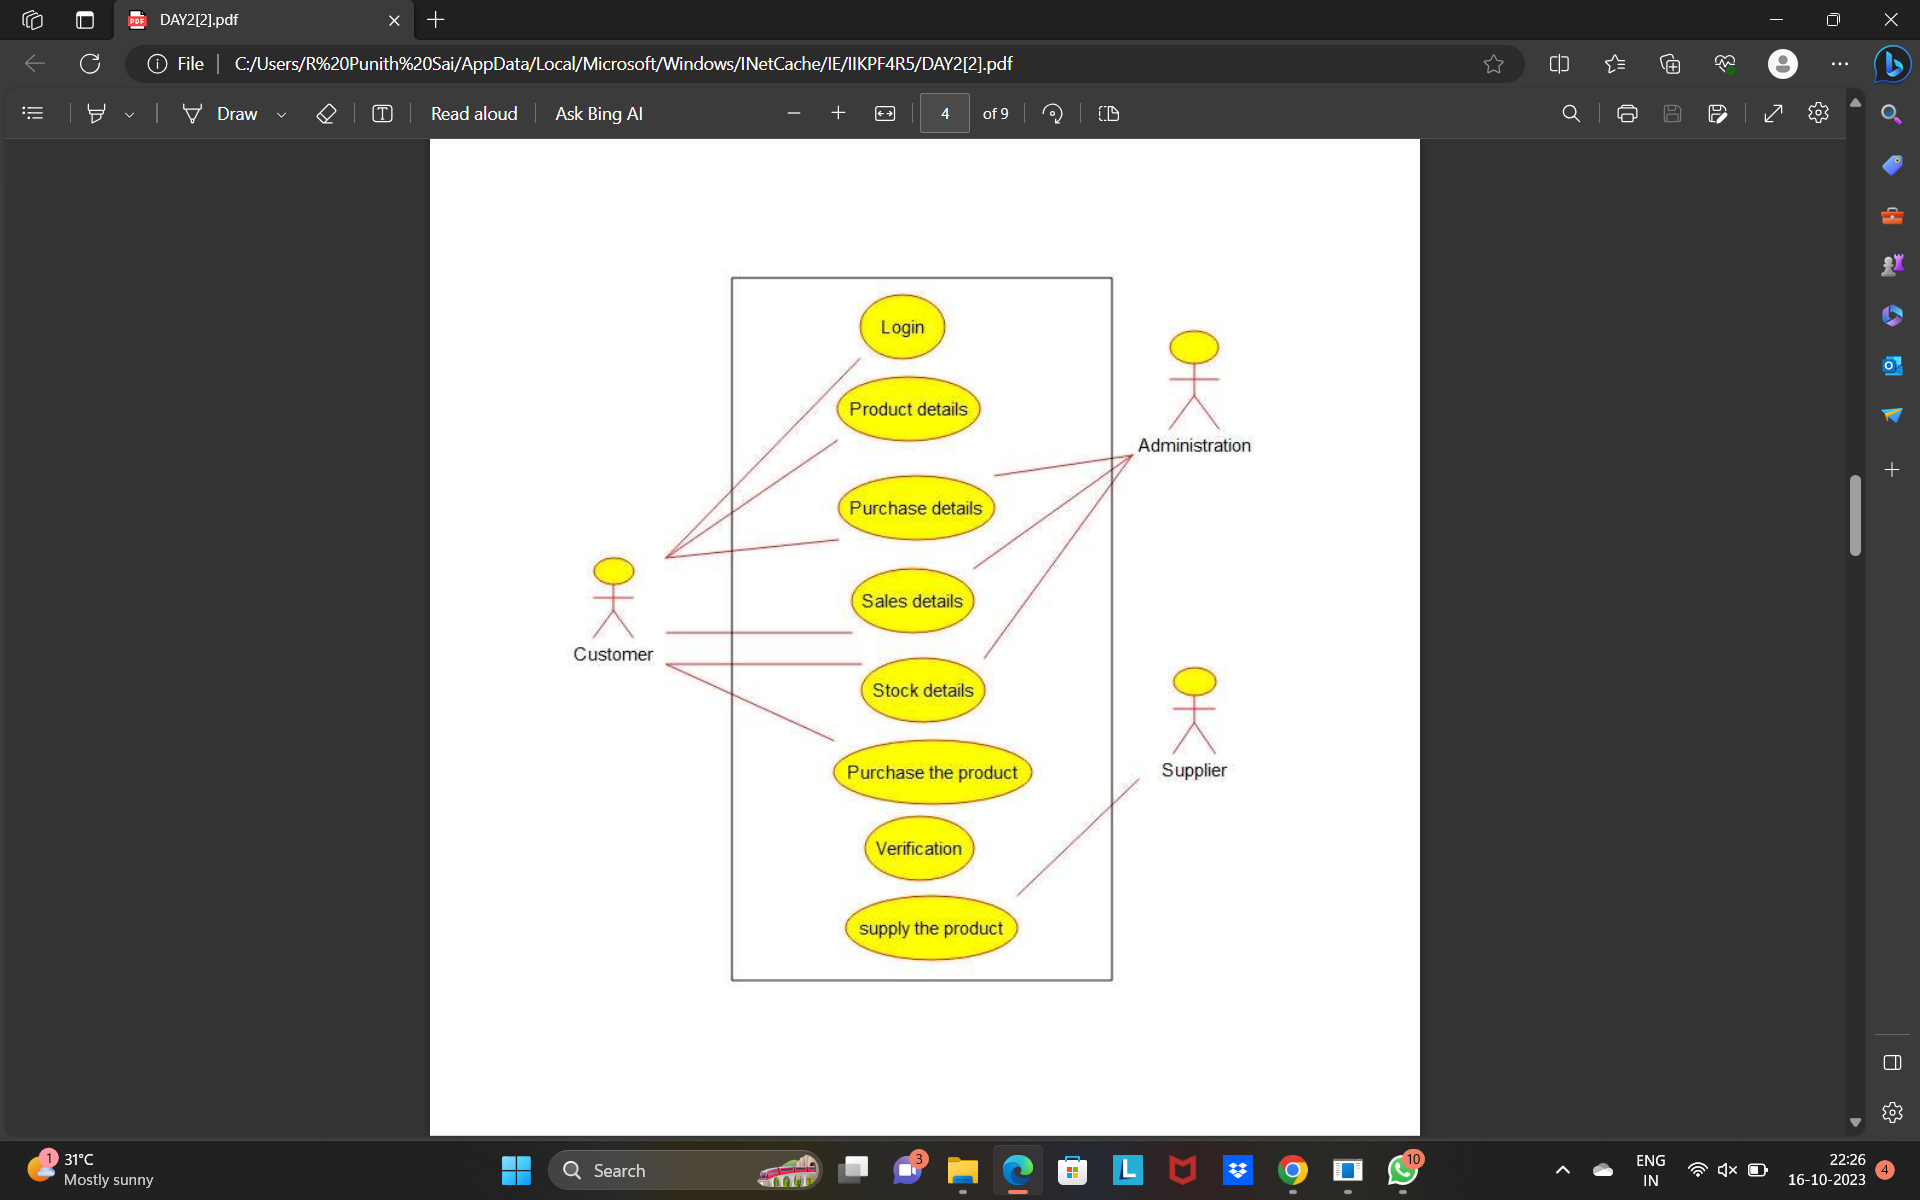 DAY2[2].pdf
File
C:/Users/R%20Punith%20Sai/AppData/Local/Microsoft/Windows/INetCache/IE/IIKPF4R5/DAY2[2].pdf
Draw
Read aloud
Ask Bing AI
4
of 9
Login
Product details
Administration
Purchase details
Sales details
Customer
Stock details
Purchase the product
Supplier
Verification
supply the product
1
31°C
Mostly sunny
Search
3
10
ENG
IN
22:26
16-10-2023
4